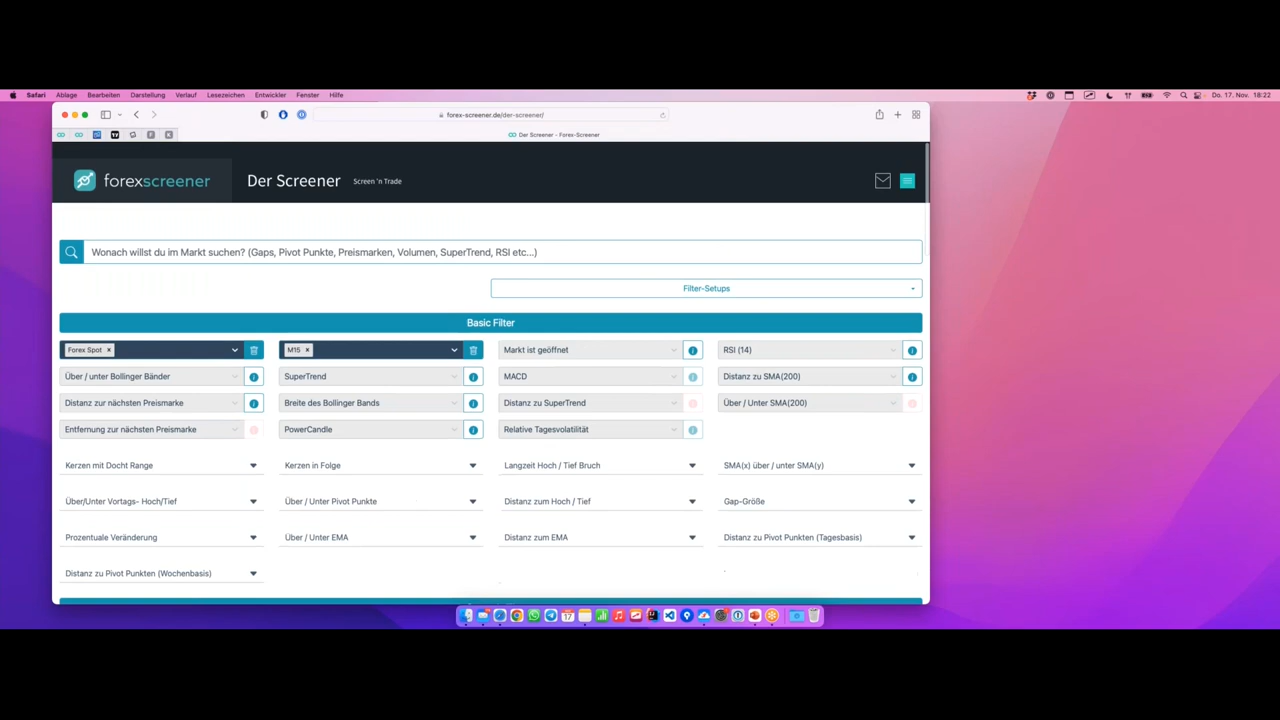 Safari Ablage Bearbeiten Darstellung Verlauf Lesezeichen Entwickler Fenster Hilfe Do. 17. Nov. 18:22
forex-screener.de/der-screener/
Der Screener - Forex-Screener
forexscreener Der Screener Screen 'n Trade
Wonach willst du im Markt suchen? (Gaps, Pivot Punkte, Preismarken, Volumen, SuperTrend, RSI etc...)
Filter-Setups
Basic Filter
Forex Spot × M15 × Markt ist geöffnet RSI (14)
Über / unter Bollinger Bänder SuperTrend MACD Distanz zu SMA(200)
Distanz zur nächsten Preismarke Breite des Bollinger Bands Distanz zu SuperTrend Über / Unter SMA(200)
Entfernung zur nächsten Preismarke PowerCandle Relative Tagesvolatilität
Kerzen mit Docht Range Kerzen in Folge Langzeit Hoch / Tief Bruch SMA(x) über / unter SMA(y)
Über/Unter Vortags- Hoch/Tief Über / Unter Pivot Punkte Distanz zum Hoch / Tief Gap-Größe
Prozentuale Veränderung Über / Unter EMA Distanz zum EMA Distanz zu Pivot Punkten (Tagesbasis)
Distanz zu Pivot Punkten (Wochenbasis)